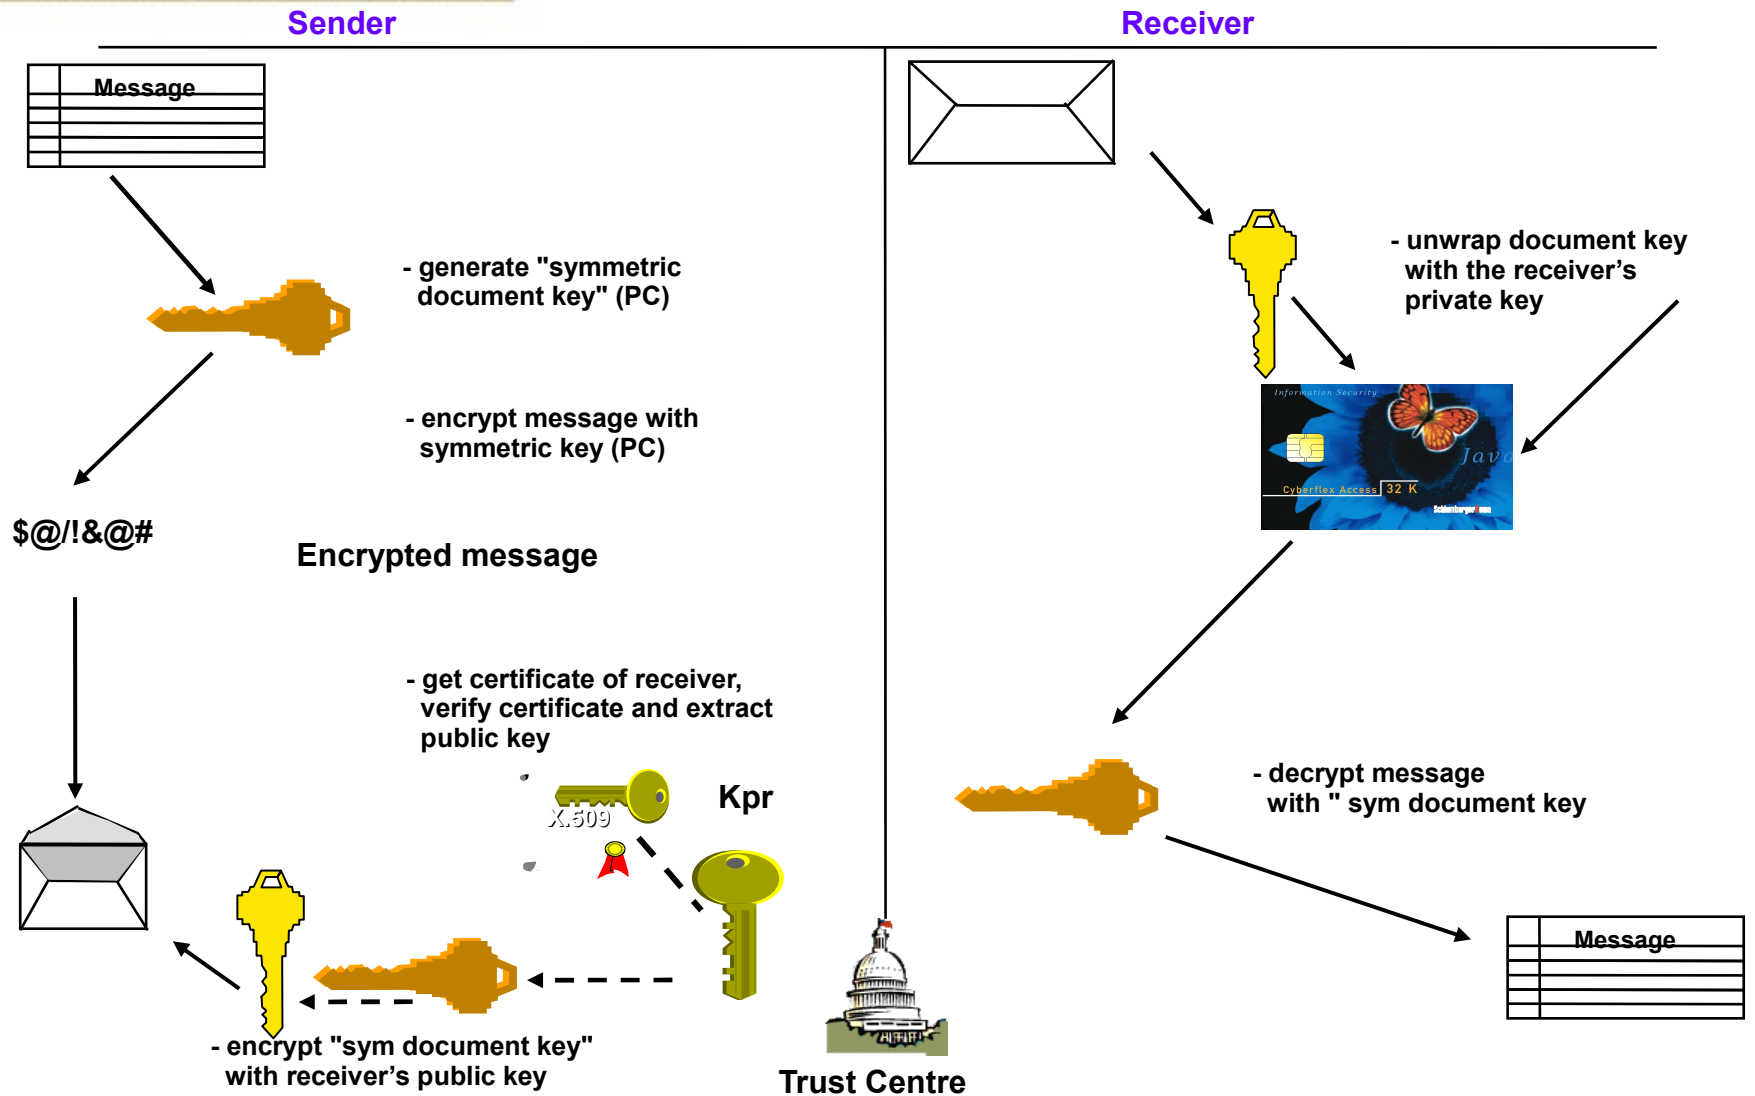 Sender
Receiver
Message
- generate "symmetric
document key" (PC)
- encrypt message with
symmetric key (PC)
$@/!&@#
Encrypted message
- get certificate of receiver,
verify certificate and extract
public key
X.509
Kpr
- encrypt "sym document key"
with receiver's public key
Trust Centre
- unwrap document key
with the receiver’s
private key
Information Security
Java
Cyberflex Access 32 K
- decrypt message
with " sym document key
Message